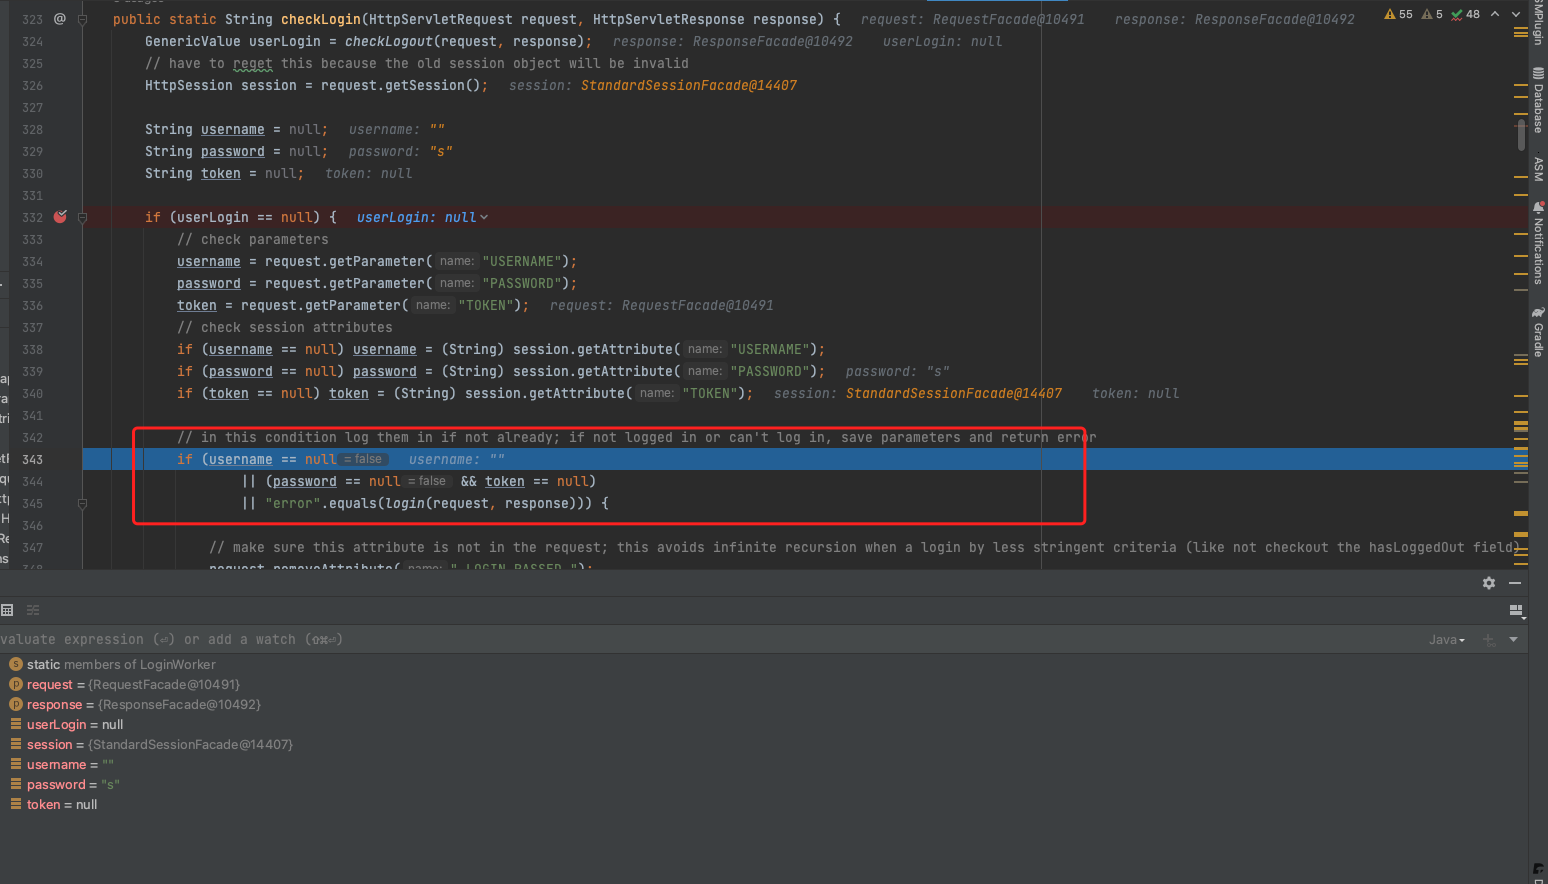 323 @ public static String checkLogin(HttpServletRequest request, HttpServletResponse response) { request: RequestFacade@10491 response: ResponseFacade@10492 55 5 48
324 GenericValue userLogin = checkLogout(request, response); response: ResponseFacade@10492 userLogin: null
325 // have to reget this because the old session object will be invalid
326 HttpSession session = request.getSession(); session: StandardSessionFacade@14407
327
328 String username = null; username: ""
329 String password = null; password: "s"
330 String token = null; token: null
331
332 if (userLogin == null) { userLogin: null
333 // check parameters
334 username = request.getParameter( name: "USERNAME");
335 password = request.getParameter( name: "PASSWORD");
336 token = request.getParameter( name: "TOKEN"); request: RequestFacade@10491
337 // check session attributes
338 if (username == null) username = (String) session.getAttribute( name: "USERNAME");
339 if (password == null) password = (String) session.getAttribute( name: "PASSWORD"); password: "s"
340 if (token == null) token = (String) session.getAttribute( name: "TOKEN"); session: StandardSessionFacade@14407 token: null
341
342 // in this condition log them in if not already; if not logged in or can't log in, save parameters and return error
343 if (username == null = false username: ""
344 || (password == null = false && token == null)
345 || "error".equals(login(request, response))) {
346
347 // make sure this attribute is not in the request; this avoids infinite recursion when a login by less stringent criteria (like not checkout the hasLoggedOut field)
348 request.removeAttribute( name: "_LOGIN_PASSED_");
valuate expression (⏎) or add a watch (⇧⌘⏎) Java
static members of LoginWorker
request = {RequestFacade@10491}
response = {ResponseFacade@10492}
userLogin = null
session = {StandardSessionFacade@14407}
username = ""
password = "s"
token = null
SMPlugin
Database
ASM
Notifications
Gradle